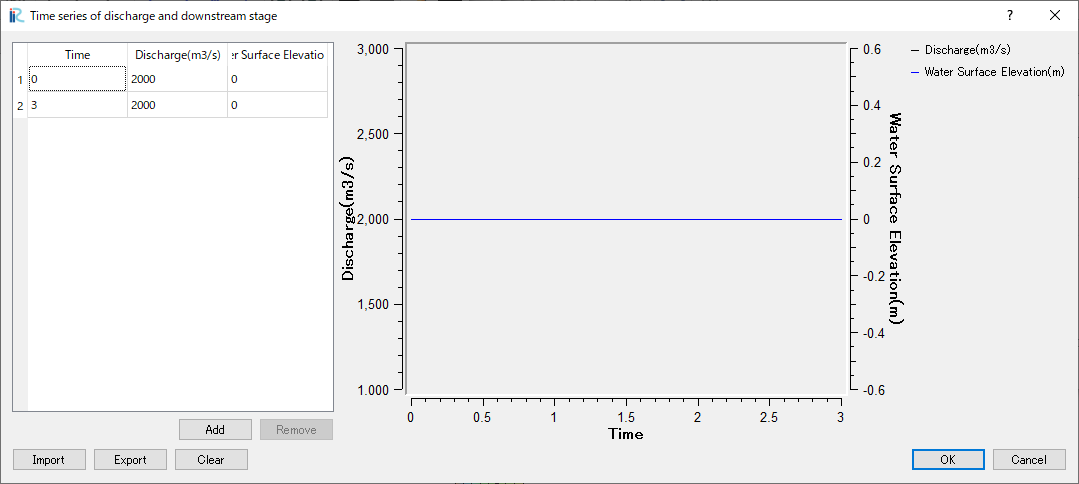 Time series of discharge and downstream stage
? ×
Time Discharge(m3/s) er Surface Elevatio
1 0 2000 0
2 3 2000 0
Add Remove
Import Export Clear
3,000
2,500
2,000
1,500
1.000
Discharge(m3/s)
0 0.5 1 1.5 2 2.5 3
Time
0.6
0.4
0.2
0
-0.2
-0.4
-0.6
Water Surface Elevation(m)
Discharge(m3/s)
Water Surface Elevation(m)
OK Cancel